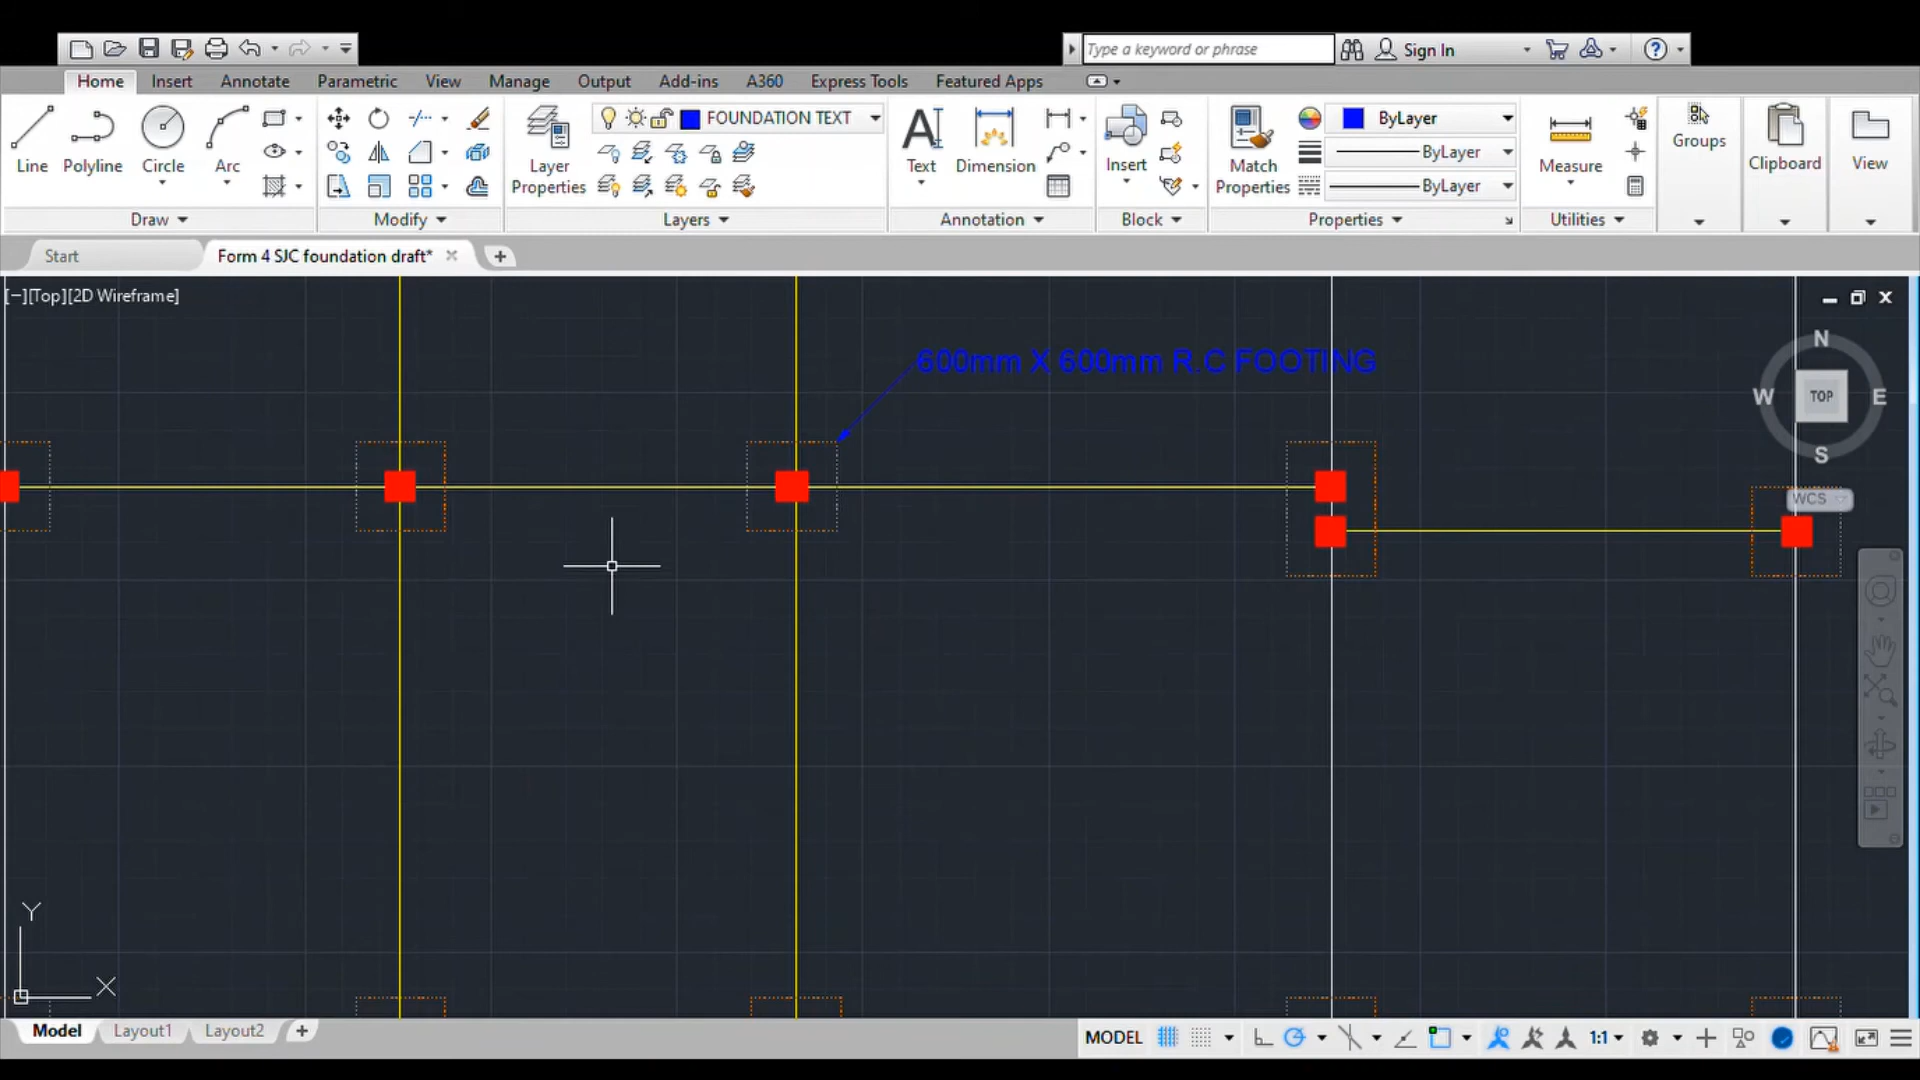 Type a keyword or phrase
Sign In
Home Insert Annotate Parametric View Manage Output Add-ins A360 Express Tools Featured Apps
Line Polyline Circle Arc
Layer Properties
FOUNDATION TEXT
Text Dimension
Insert
Match Properties
ByLayer
ByLayer
ByLayer
Measure
Groups
Clipboard
View
Draw Modify Layers Annotation Block Properties Utilities
Start Form 4 SJC foundation draft*
[−][Top][2D Wireframe]
600mm X 600mm R.C FOOTING
N
W TOP E
S
WCS
Y
X
Model Layout1 Layout2
MODEL 1:1